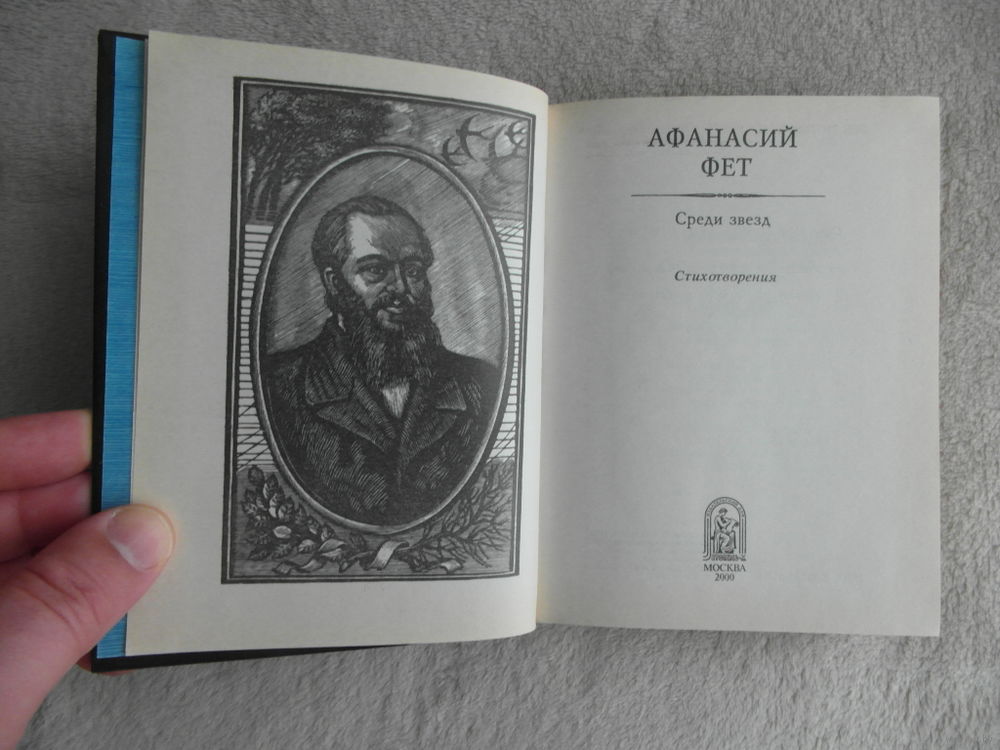 АФАНАСИЙ
ФЕТ
Среди звезд
Стихотворения
МОСКВА
2000